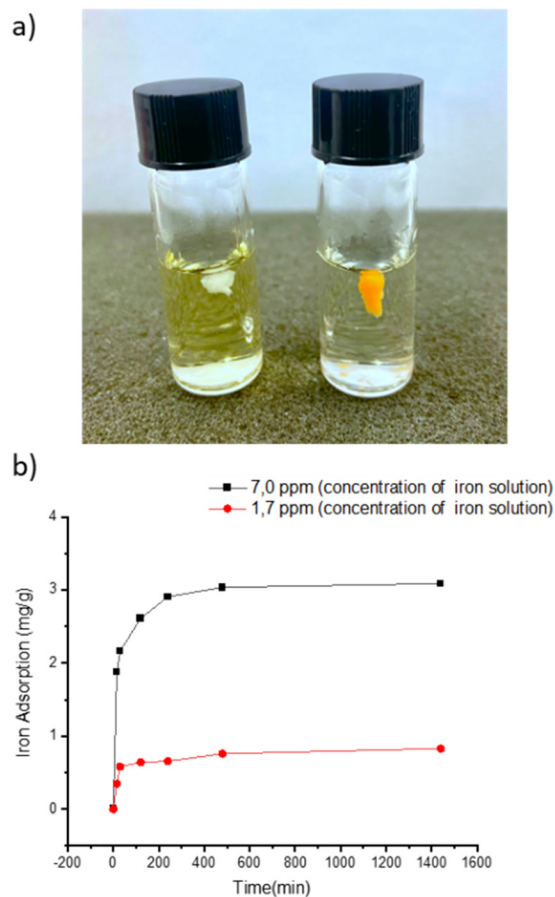 a)
b)
7,0 ppm (concentration of iron solution)
1,7 ppm (concentration of iron solution)
4
3
2
1
0
Iron Adsorption (mg/g)
-200 0 200 400 600 800 1000 1200 1400 1600
Time(min)